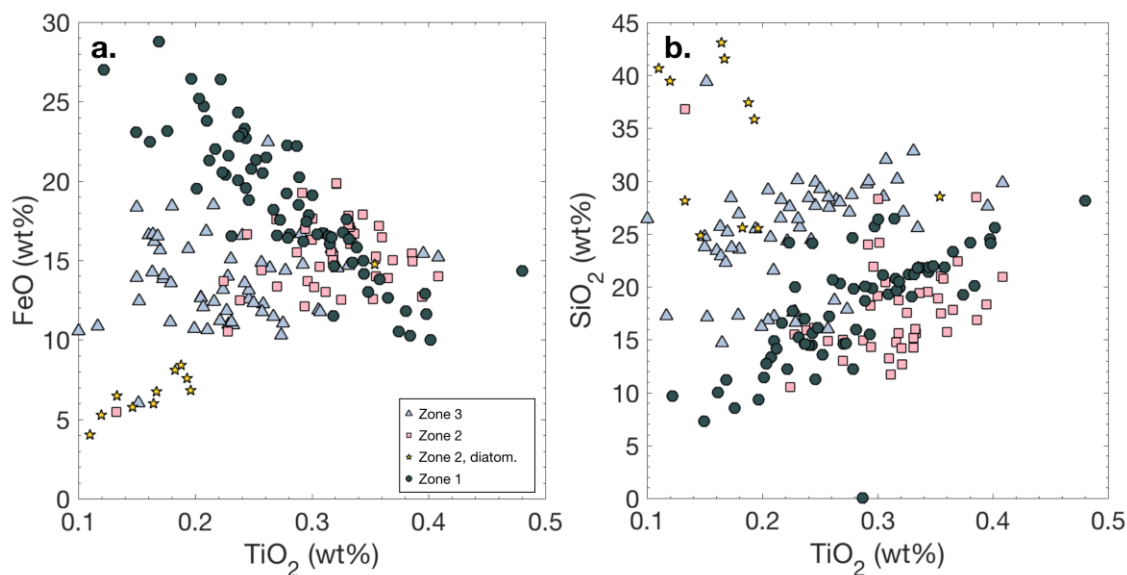 a.
FeO (wt%)
30
25
20
15
10
5
0
0.1 0.2 0.3 0.4 0.5
TiO2 (wt%)
Zone 3
Zone 2
Zone 2, diatom.
Zone 1
b.
SiO2 (wt%)
45
40
35
30
25
20
15
10
5
0
0.1 0.2 0.3 0.4 0.5
TiO2 (wt%)